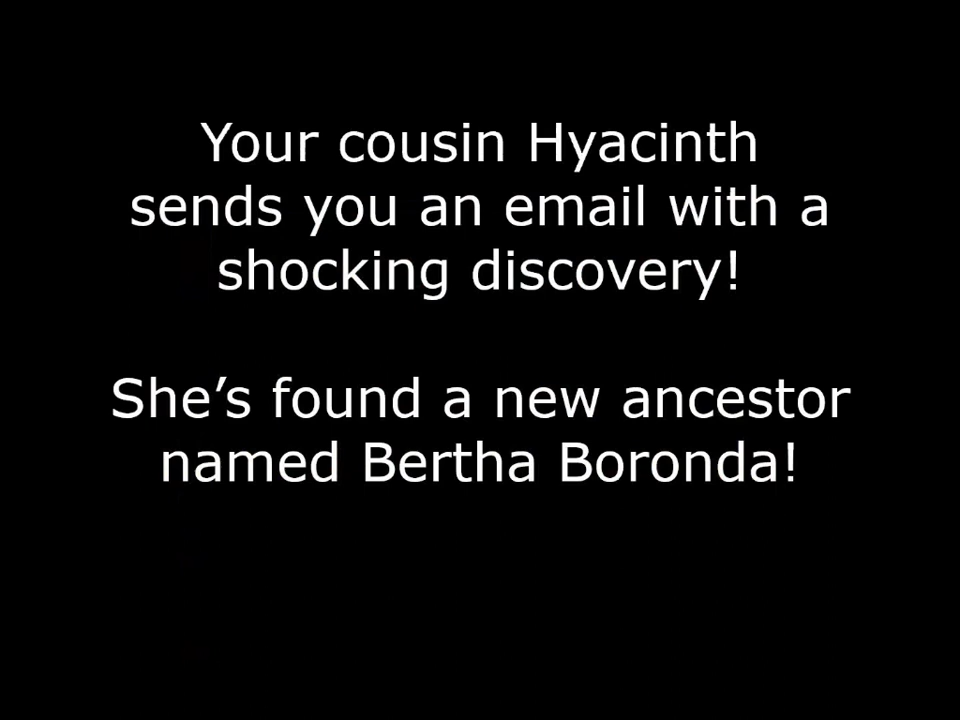 Your cousin Hyacinth
sends you an email with a
shocking discovery!
She’s found a new ancestor
named Bertha Boronda!